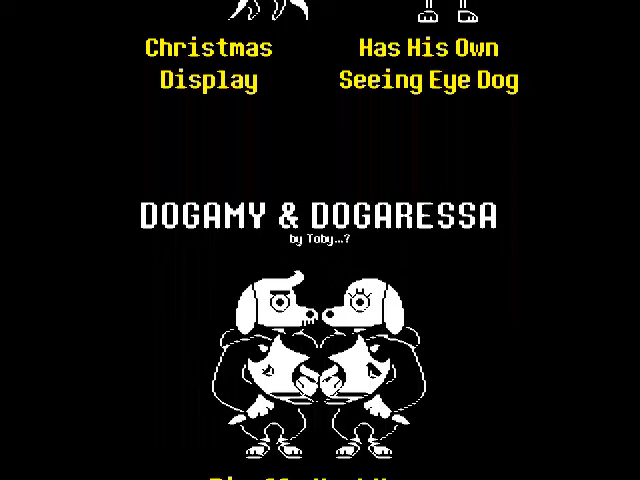 Christmas Has His Own
Display Seeing Eye Dog
DOGAMY & DOGARESSA
by Toby...?